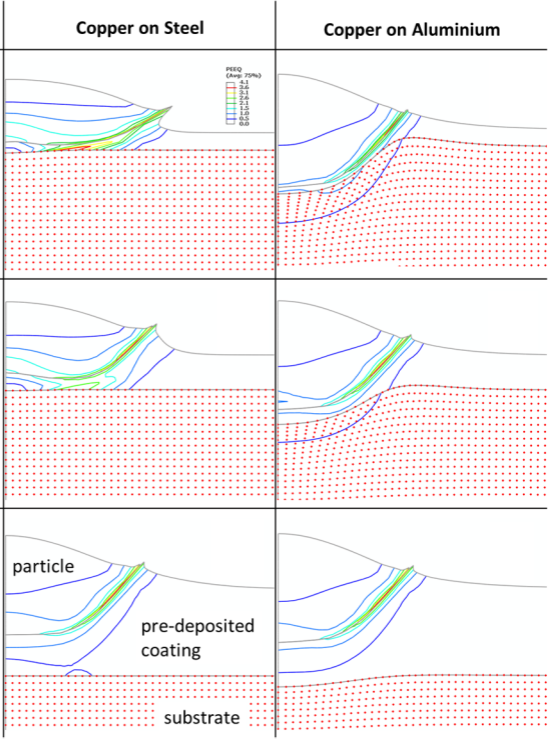 Copper on Steel
Copper on Aluminium
PEEQ
(Avg: 75%)
4.1
3.6
3.1
2.6
2.1
1.5
1.0
0.5
0.0
particle
pre-deposited
coating
substrate